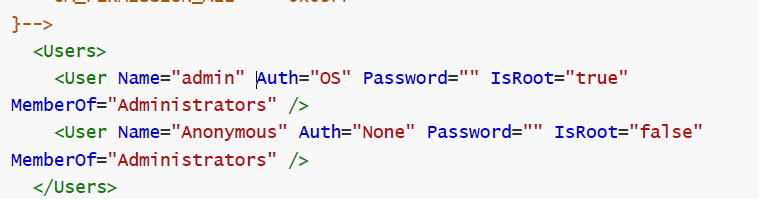 }-->
<Users>
<User Name="admin" Auth="OS" Password="" IsRoot="true"
MemberOf="Administrators" />
<User Name="Anonymous" Auth="None" Password="" IsRoot="false"
MemberOf="Administrators" />
</Users>